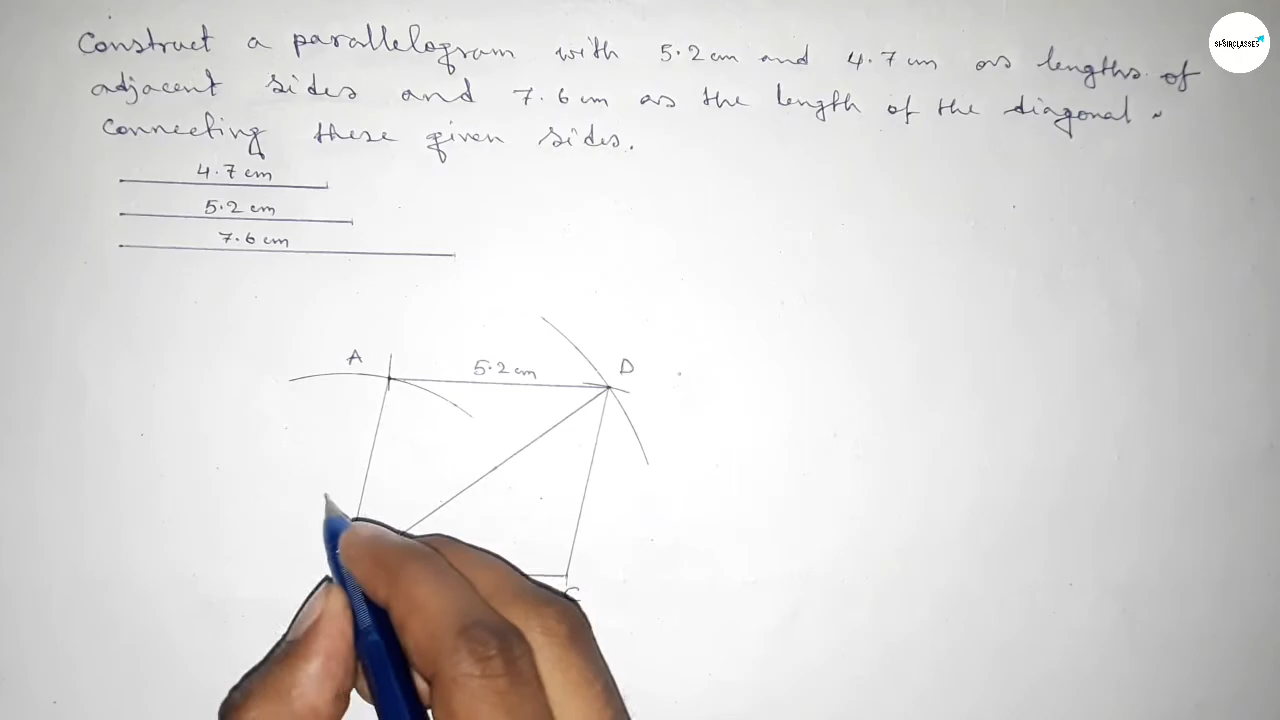 Construct a parallelogram with 5.2 cm and 4.7 cm as lengths of
adjacent sides and 7.6 cm as the length of the diagonal
connecting these given sides.
4.7 cm
5.2 cm
7.6 cm
A
5.2 cm
D
C
SISIRCLASSES